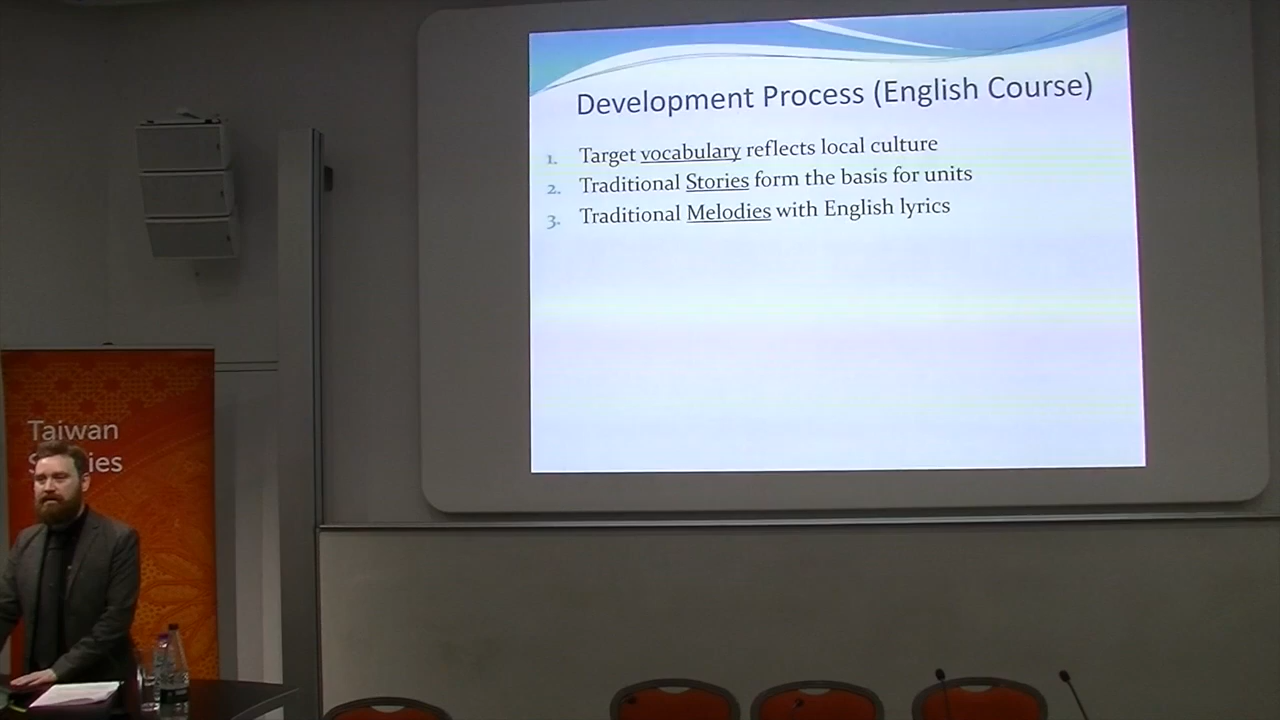 Development Process (English Course)
1. Target vocabulary reflects local culture
2. Traditional Stories form the basis for units
3. Traditional Melodies with English lyrics
Taiwan
S ies